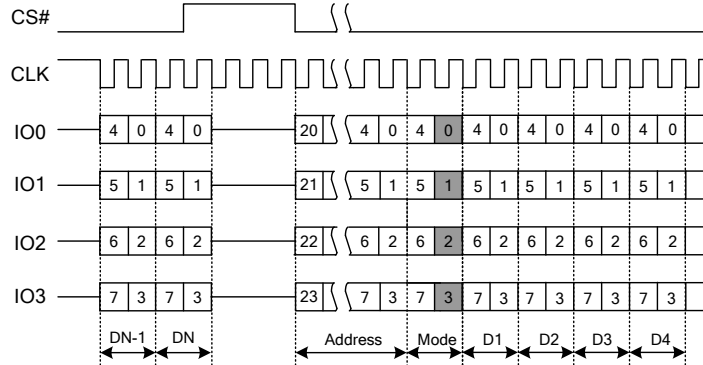 CS#
CLK
IO0 4 0 4 0 20 4 0 4 0 4 0 4 0 4 0 4 0
IO1 5 1 5 1 21 5 1 5 1 5 1 5 1 5 1 5 1
IO2 6 2 6 2 22 6 2 6 2 6 2 6 2 6 2 6 2
IO3 7 3 7 3 23 7 3 7 3 7 3 7 3 7 3 7 3
DN-1 DN Address Mode D1 D2 D3 D4